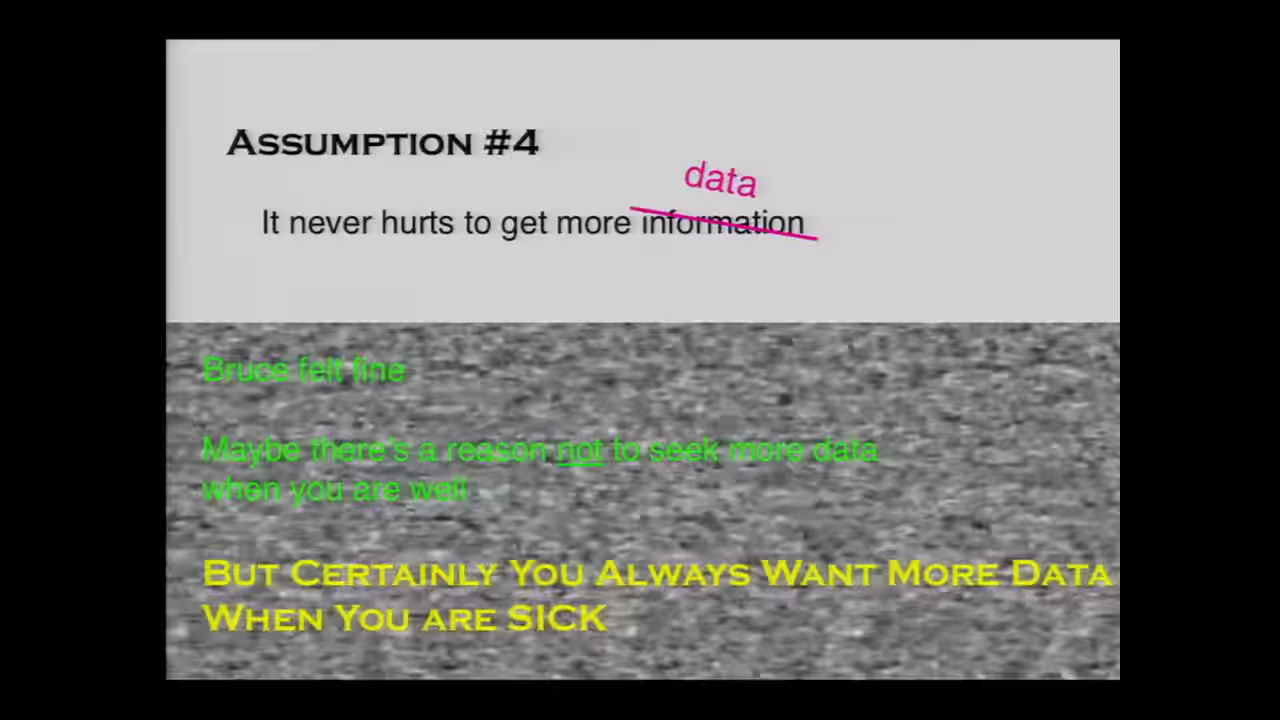 ASSUMPTION #4
data
It never hurts to get more information
Bruce felt fine
Maybe there's a reason not to seek more data
when you are well
BUT CERTAINLY YOU ALWAYS WANT MORE DATA
WHEN YOU ARE SICK